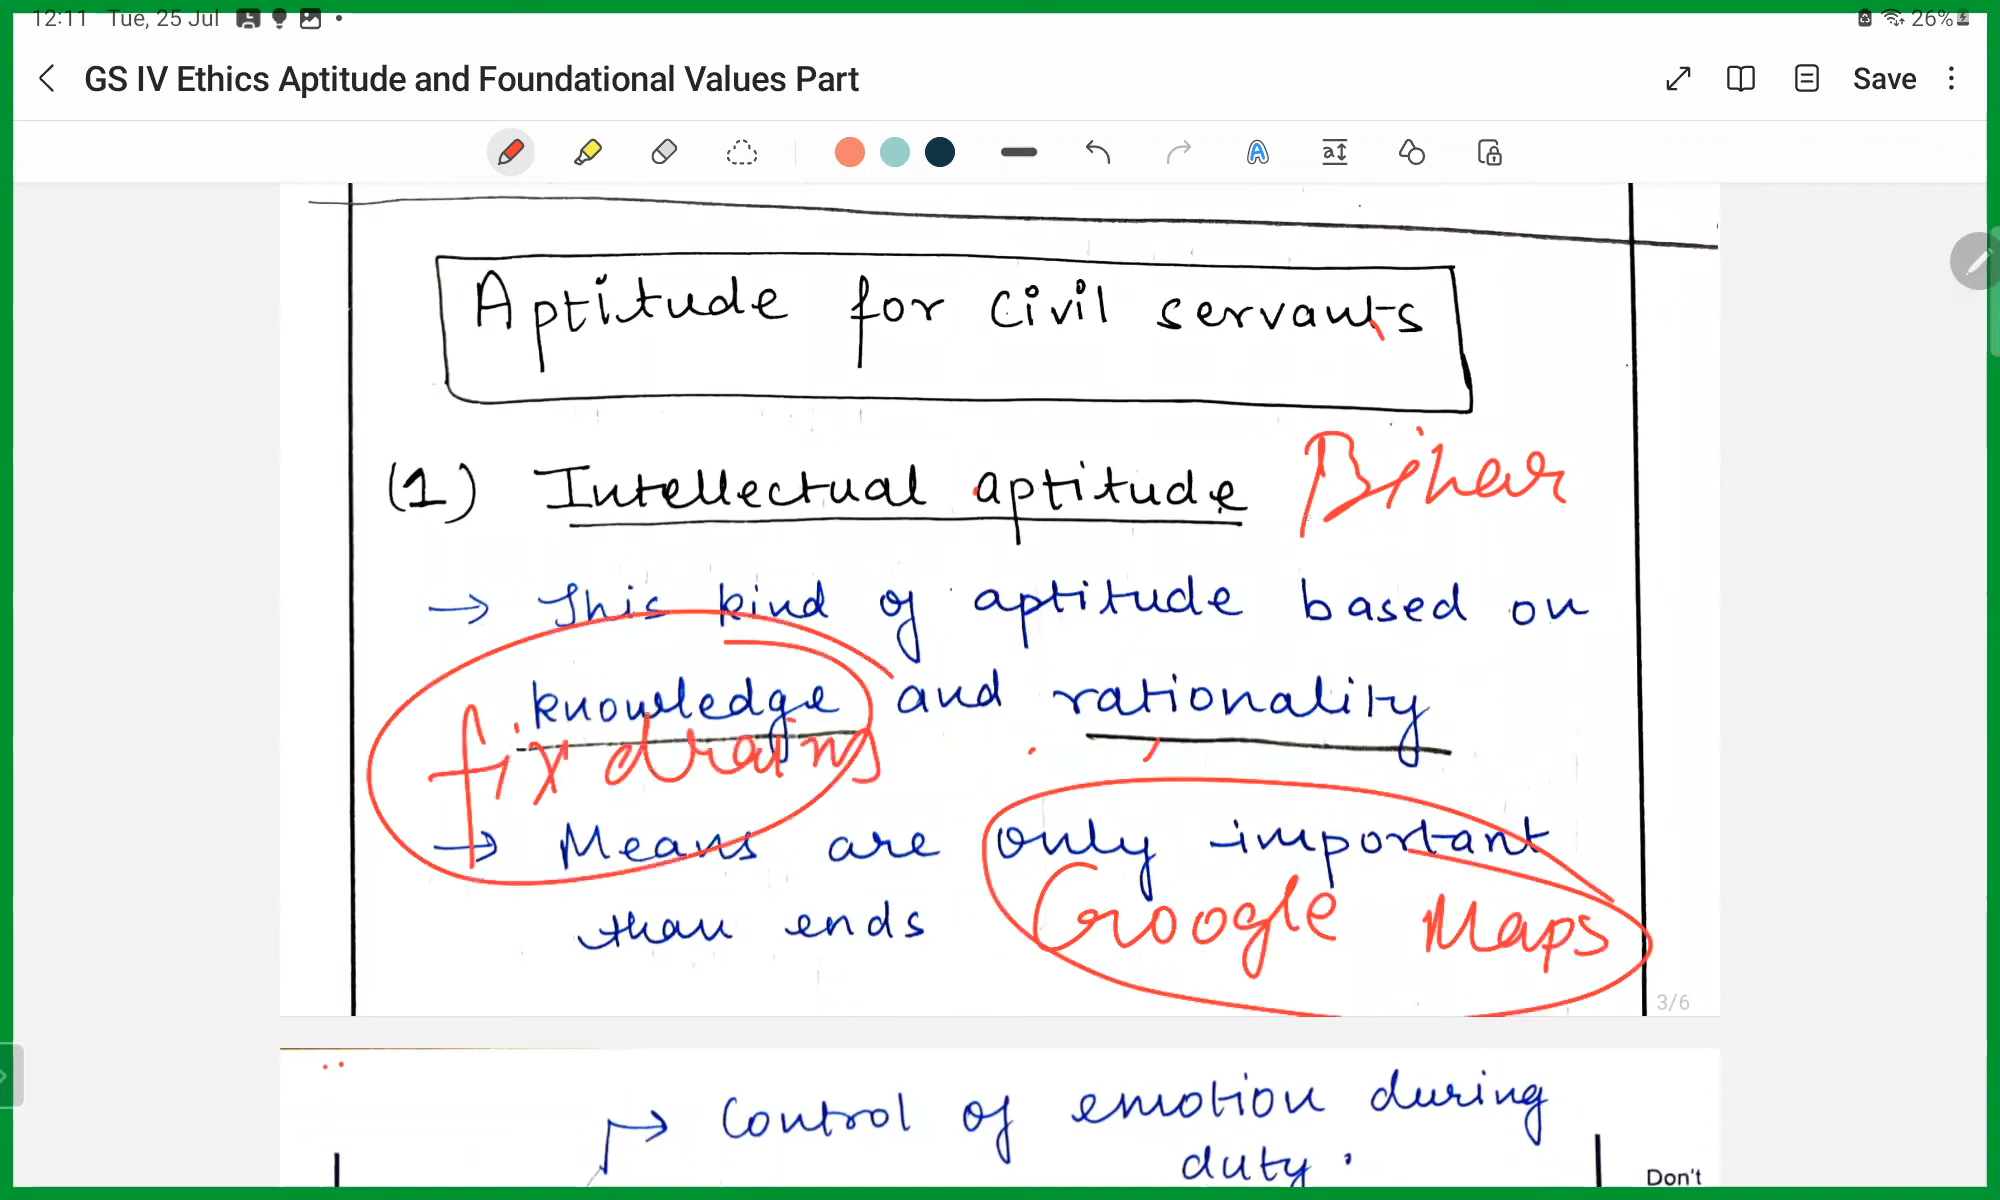 12:11 Tue, 25 Jul 26%
GS IV Ethics Aptitude and Foundational Values Part Save
Aptitude for civil servants
(1) Intellectual aptitude Bihar
→ This kind of aptitude based on
knowledge and rationality
fix drains
→ Means are only important
than ends Google Maps
3/6
→ Control of emotion during
duty.
Don't